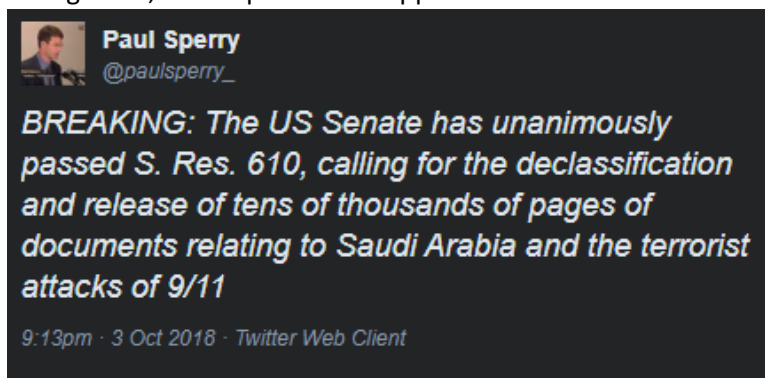 Paul Sperry
@paulsperry_
BREAKING: The US Senate has unanimously
passed S. Res. 610, calling for the declassification
and release of tens of thousands of pages of
documents relating to Saudi Arabia and the terrorist
attacks of 9/11
9:13pm · 3 Oct 2018 · Twitter Web Client